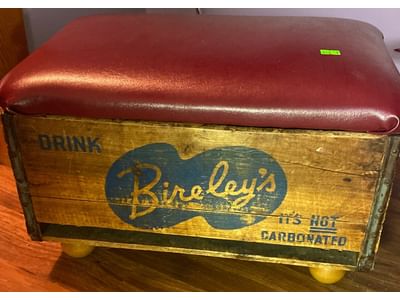 DRINK
Bireley's
IT'S NOT
CARBONATED